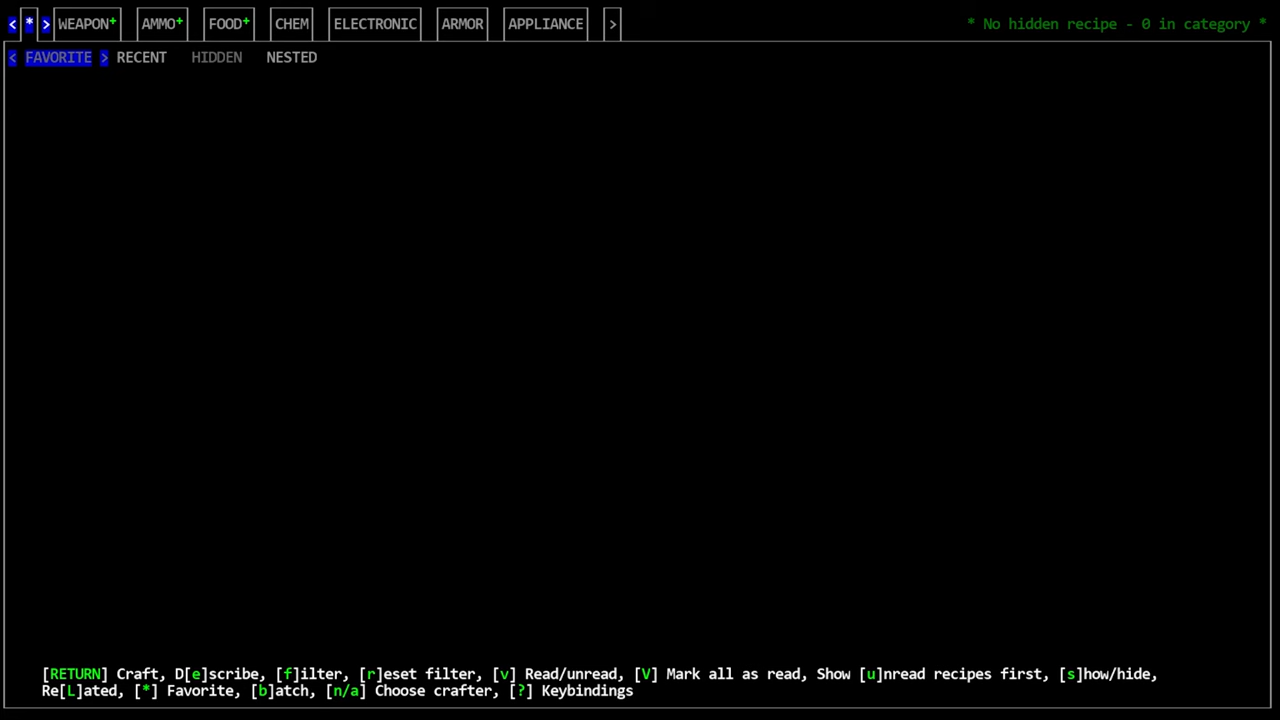 < * > WEAPON+ AMMO+ FOOD+ CHEM ELECTRONIC ARMOR APPLIANCE > * No hidden recipe - 0 in category *
< FAVORITE > RECENT HIDDEN NESTED
[RETURN] Craft, D[e]scribe, [f]ilter, [r]eset filter, [v] Read/unread, [V] Mark all as read, Show [u]nread recipes first, [s]how/hide,
Re[L]ated, [*] Favorite, [b]atch, [n/a] Choose crafter, [?] Keybindings